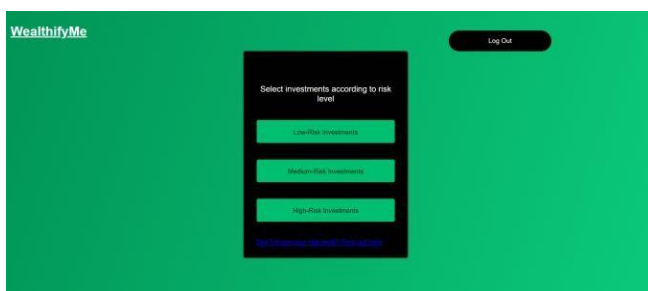 WealthifyMe
Log Out
Select investments according to risk
level
Low-Risk Investments
Medium-Risk Investments
High-Risk Investments